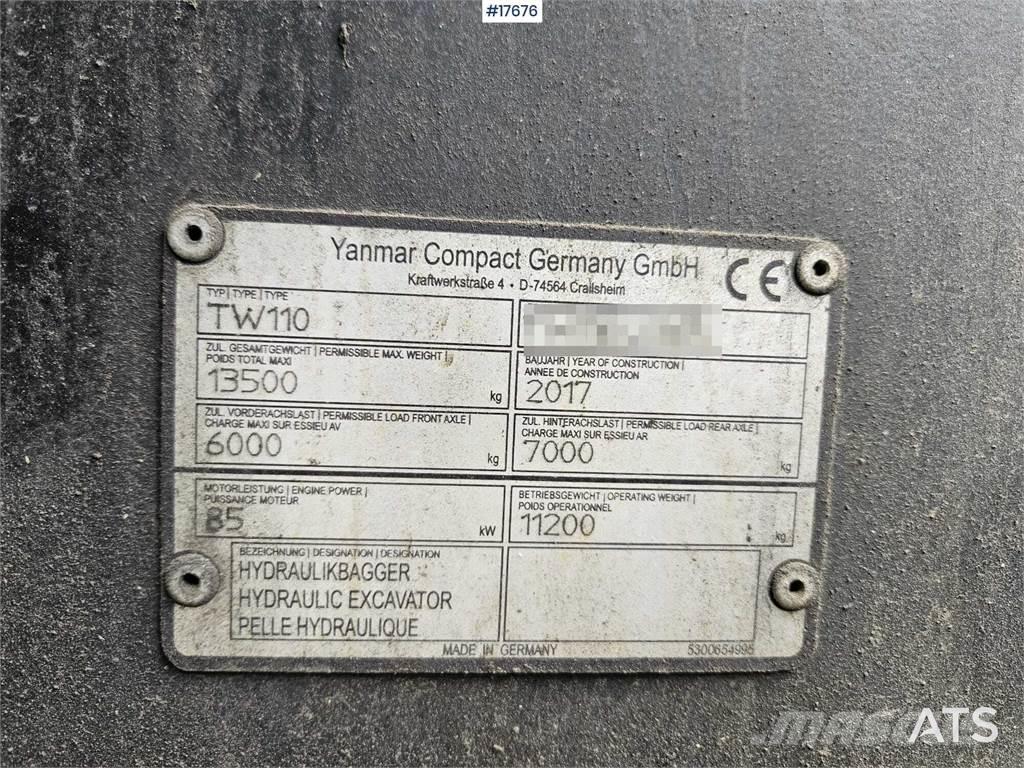 #17676
Yanmar Compact Germany GmbH
Kraftwerkstraße 4 • D-74564 Crailsheim
CE
TYP | TYPE | TYPE
TW110
ZUL. GESAMTGEWICHT | PERMISSIBLE MAX. WEIGHT |
POIDS TOTAL MAXI
13500 kg
BAUJAHR | YEAR OF CONSTRUCTION |
ANNEE DE CONSTRUCTION
2017
ZUL. VORDERACHSLAST | PERMISSIBLE LOAD FRONT AXLE |
CHARGE MAXI SUR ESSIEU AV
6000 kg
ZUL. HINTERACHSLAST | PERMISSIBLE LOAD REAR AXLE |
CHARGE MAXI SUR ESSIEU AR
7000 kg
MOTORLEISTUNG | ENGINE POWER |
PUISSANCE MOTEUR
85 kW
BETRIEBSGEWICHT | OPERATING WEIGHT |
POIDS OPERATIONNEL
11200 kg
BEZEICHNUNG | DESIGNATION | DESIGNATION
HYDRAULIKBAGGER
HYDRAULIC EXCAVATOR
PELLE HYDRAULIQUE
MADE IN GERMANY
5300654995
ATS